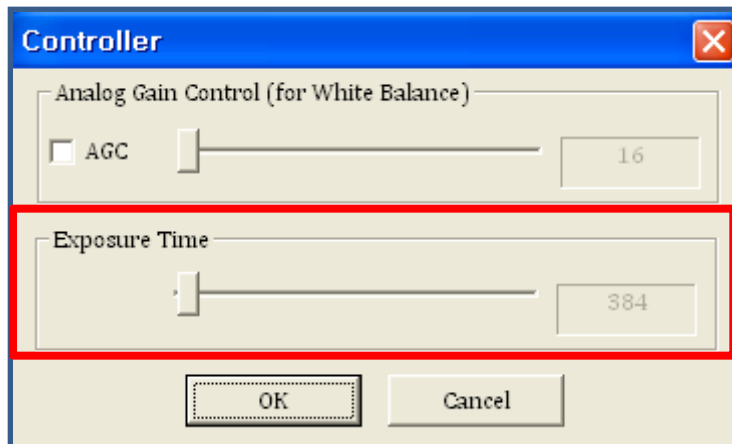 Controller
Analog Gain Control (for White Balance)
AGC
16
Exposure Time
384
OK
Cancel